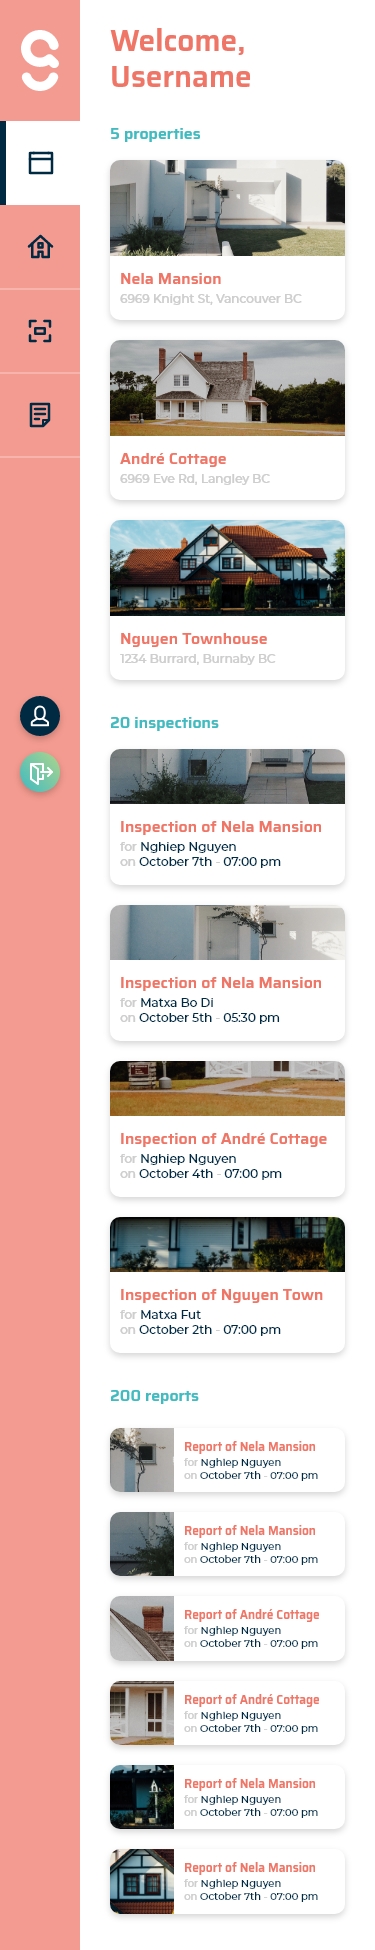 Welcome,
Username
5 properties
Nela Mansion
6969 Knight St, Vancouver BC
André Cottage
6969 Eve Rd, Langley BC
Nguyen Townhouse
1234 Burrard, Burnaby BC
20 inspections
Inspection of Nela Mansion
for Nghiep Nguyen
on October 7th - 07:00 pm
Inspection of Nela Mansion
for Matxa Bo Di
on October 5th - 05:30 pm
Inspection of André Cottage
for Nghiep Nguyen
on October 4th - 07:00 pm
Inspection of Nguyen Town
for Matxa Fut
on October 2th - 07:00 pm
200 reports
Report of Nela Mansion
for Nghiep Nguyen
on October 7th - 07:00 pm
Report of Nela Mansion
for Nghiep Nguyen
on October 7th - 07:00 pm
Report of André Cottage
for Nghiep Nguyen
on October 7th - 07:00 pm
Report of André Cottage
for Nghiep Nguyen
on October 7th - 07:00 pm
Report of Nela Mansion
for Nghiep Nguyen
on October 7th - 07:00 pm
Report of Nela Mansion
for Nghiep Nguyen
on October 7th - 07:00 pm